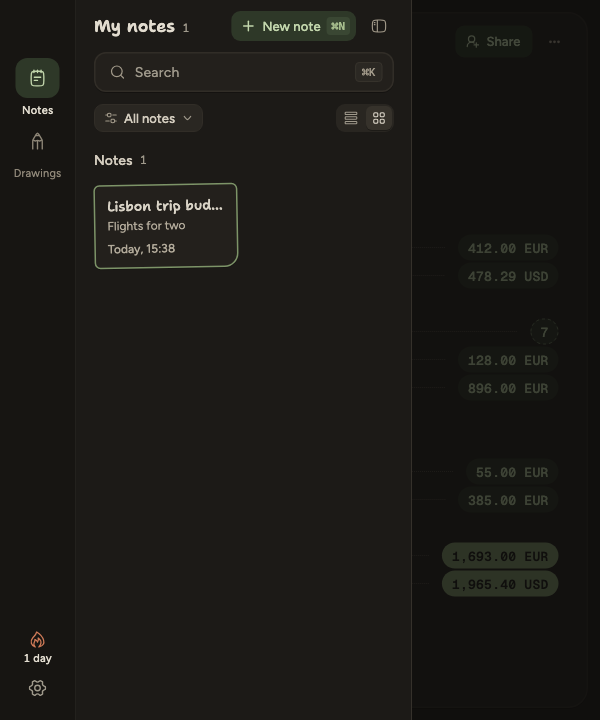 My notes 1
New note ⌘N
Share
Search ⌘K
Notes
All notes
Drawings
Notes 1
Lisbon trip bud...
Flights for two
Today, 15:38
412.00 EUR
478.29 USD
7
128.00 EUR
896.00 EUR
55.00 EUR
385.00 EUR
1,693.00 EUR
1,965.40 USD
1 day